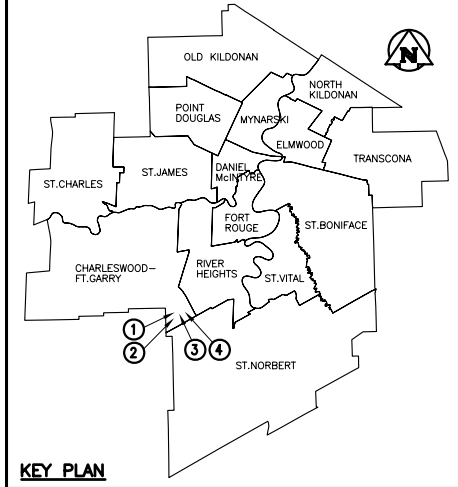 OLD KILDONAN
N
NORTH
KILDONAN
POINT
DOUGLAS
MYNARSKI
ELMWOOD
TRANSCONA
ST.CHARLES
ST.JAMES
DANIEL
McINTYRE
FORT
ROUGE
ST.BONIFACE
CHARLESWOOD-
FT.GARRY
RIVER
HEIGHTS
ST.VITAL
1
2
3
4
ST.NORBERT
KEY PLAN